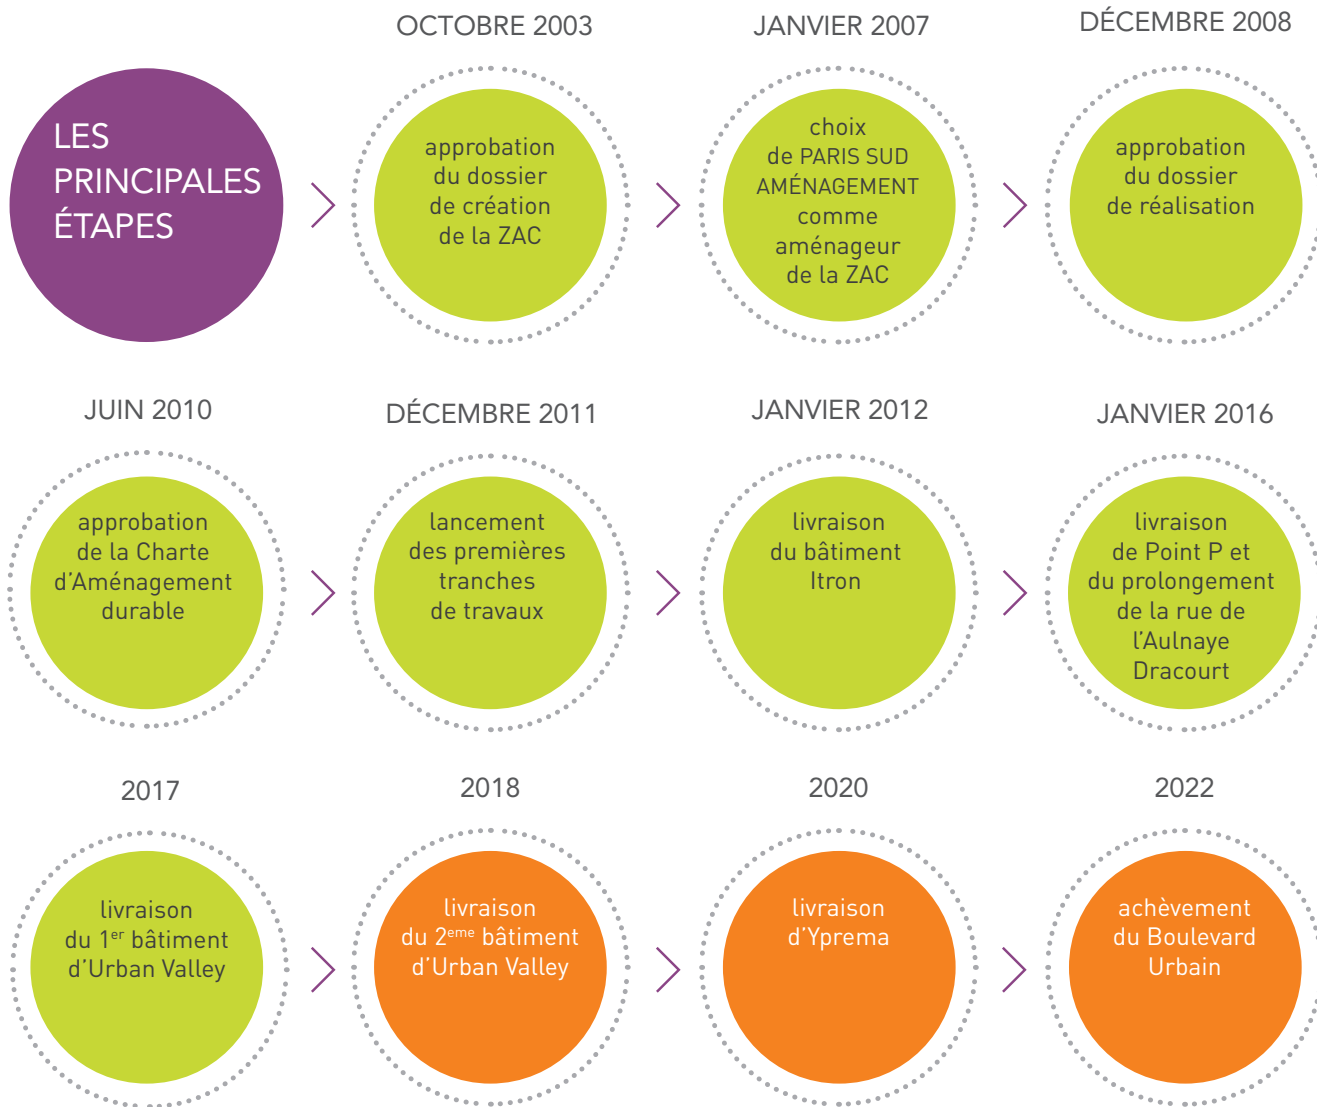 LES
PRINCIPALES
ÉTAPES
OCTOBRE 2003
approbation
du dossier
de création
de la ZAC
JANVIER 2007
choix
de PARIS SUD
AMÉNAGEMENT
comme
aménageur
de la ZAC
DÉCEMBRE 2008
approbation
du dossier
de réalisation
JUIN 2010
approbation
de la Charte
d'Aménagement
durable
DÉCEMBRE 2011
lancement
des premières
tranches
de travaux
JANVIER 2012
livraison
du bâtiment
Itron
JANVIER 2016
livraison
de Point P et
du prolongement
de la rue de
l'Aulnaye
Dracourt
2017
livraison
du 1er bâtiment
d'Urban Valley
2018
livraison
du 2eme bâtiment
d'Urban Valley
2020
livraison
d'Yprema
2022
achèvement
du Boulevard
Urbain